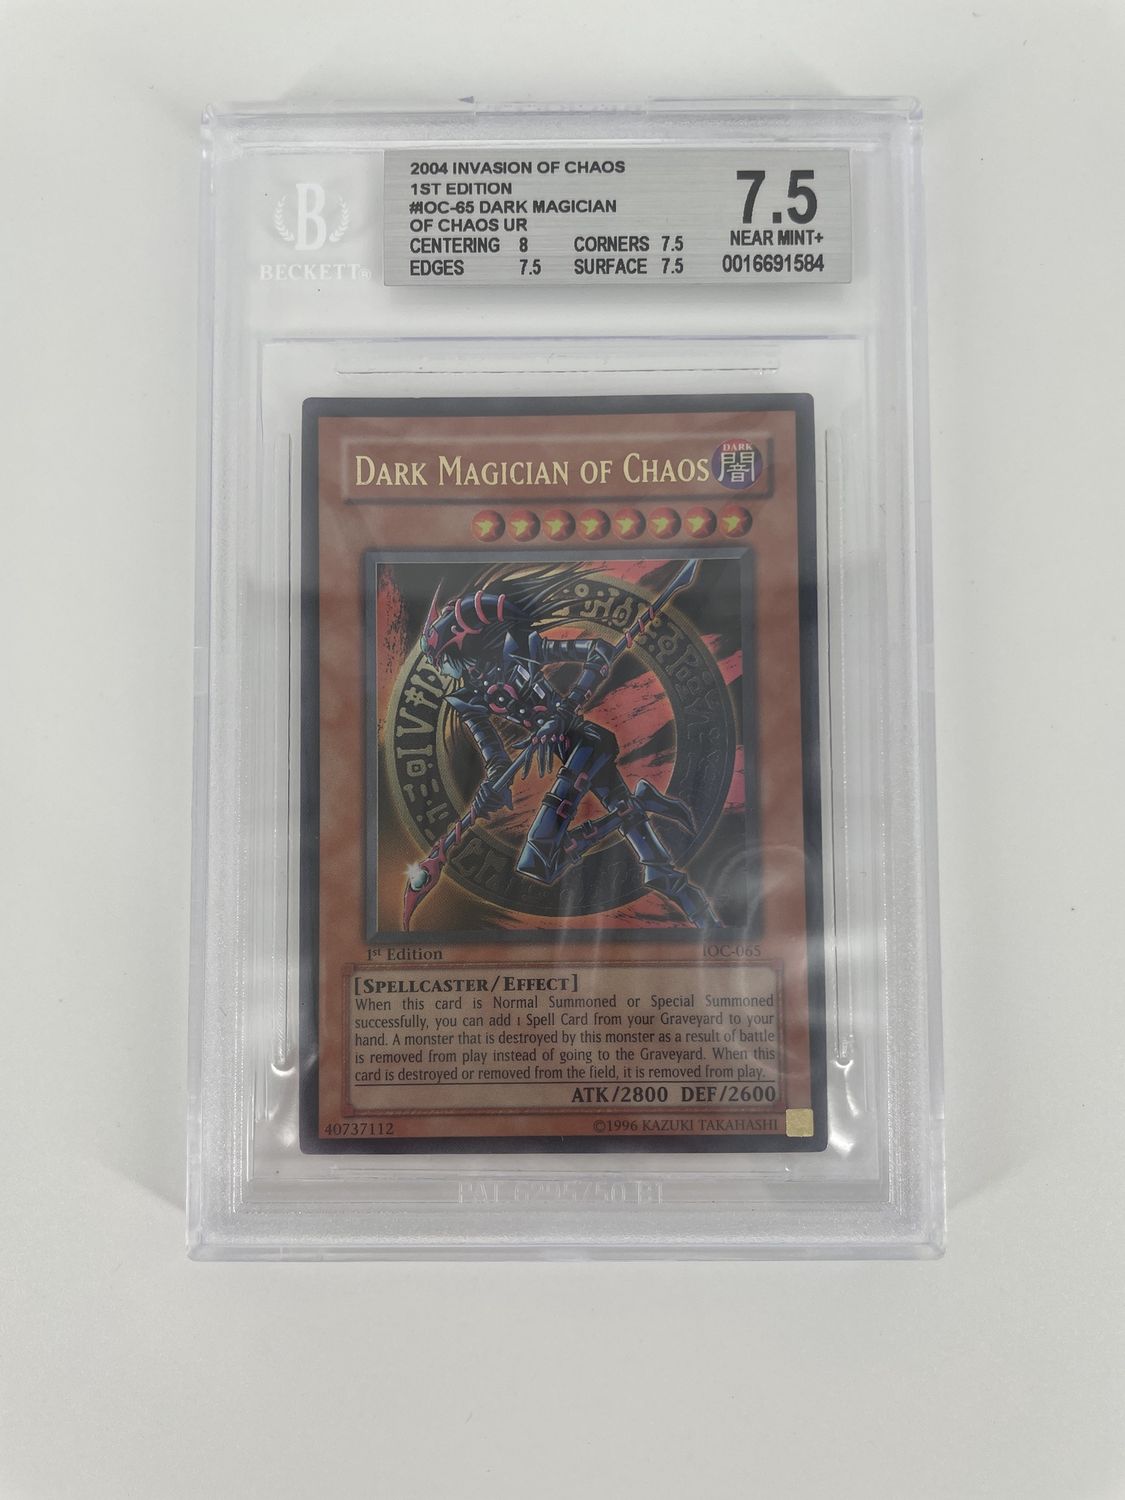 B
BECKETT®
2004 INVASION OF CHAOS
1ST EDITION
#IOC-65 DARK MAGICIAN
OF CHAOS UR
CENTERING 8 CORNERS 7.5
EDGES 7.5 SURFACE 7.5
7.5
NEAR MINT+
0016691584
DARK MAGICIAN OF CHAOS
DARK
闇
1st Edition
IOC-065
[SPELLCASTER/EFFECT]
When this card is Normal Summoned or Special Summoned
successfully, you can add 1 Spell Card from your Graveyard to your
hand. A monster that is destroyed by this monster as a result of battle
is removed from play instead of going to the Graveyard. When this
card is destroyed or removed from the field, it is removed from play.
ATK/2800 DEF/2600
40737112
©1996 KAZUKI TAKAHASHI